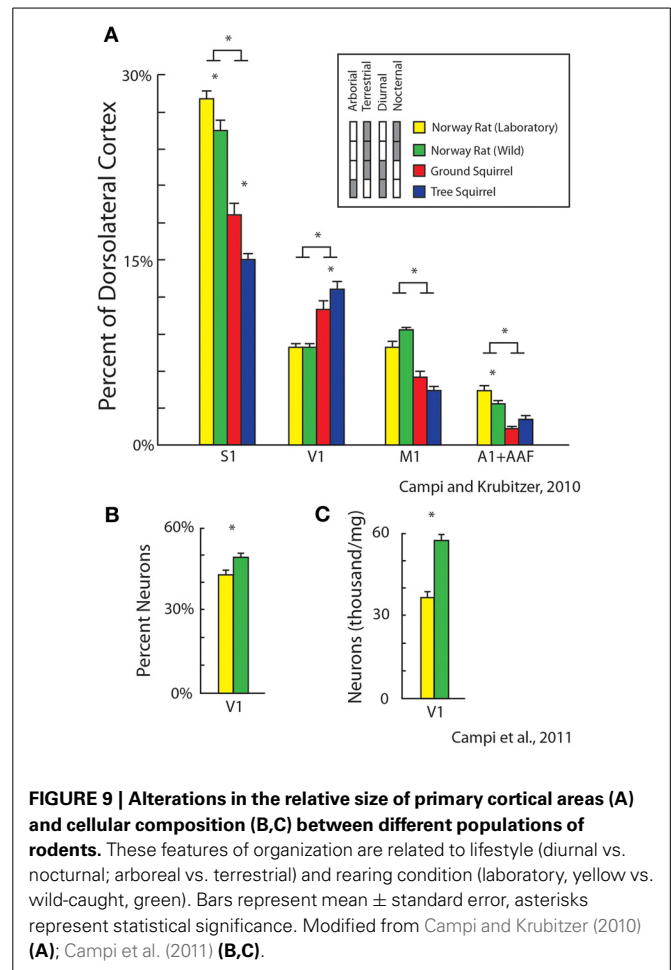 A
30%
15%
0%
Percent of Dorsolateral Cortex
*
*
*
*
*
*
*
*
Arborial
Terrestrial
Diurnal
Nocternal
Norway Rat (Laboratory)
Norway Rat (Wild)
Ground Squirrel
Tree Squirrel
S1
V1
M1
A1+AAF
Campi and Krubitzer, 2010
B
60%
30%
0%
Percent Neurons
*
V1
C
60
30
0
Neurons (thousand/mg)
*
V1
Campi et al., 2011
FIGURE 9 | Alterations in the relative size of primary cortical areas (A)
and cellular composition (B,C) between different populations of
rodents. These features of organization are related to lifestyle (diurnal vs.
nocturnal; arboreal vs. terrestrial) and rearing condition (laboratory, yellow vs.
wild-caught, green). Bars represent mean ± standard error, asterisks
represent statistical significance. Modified from Campi and Krubitzer (2010)
(A); Campi et al. (2011) (B,C).